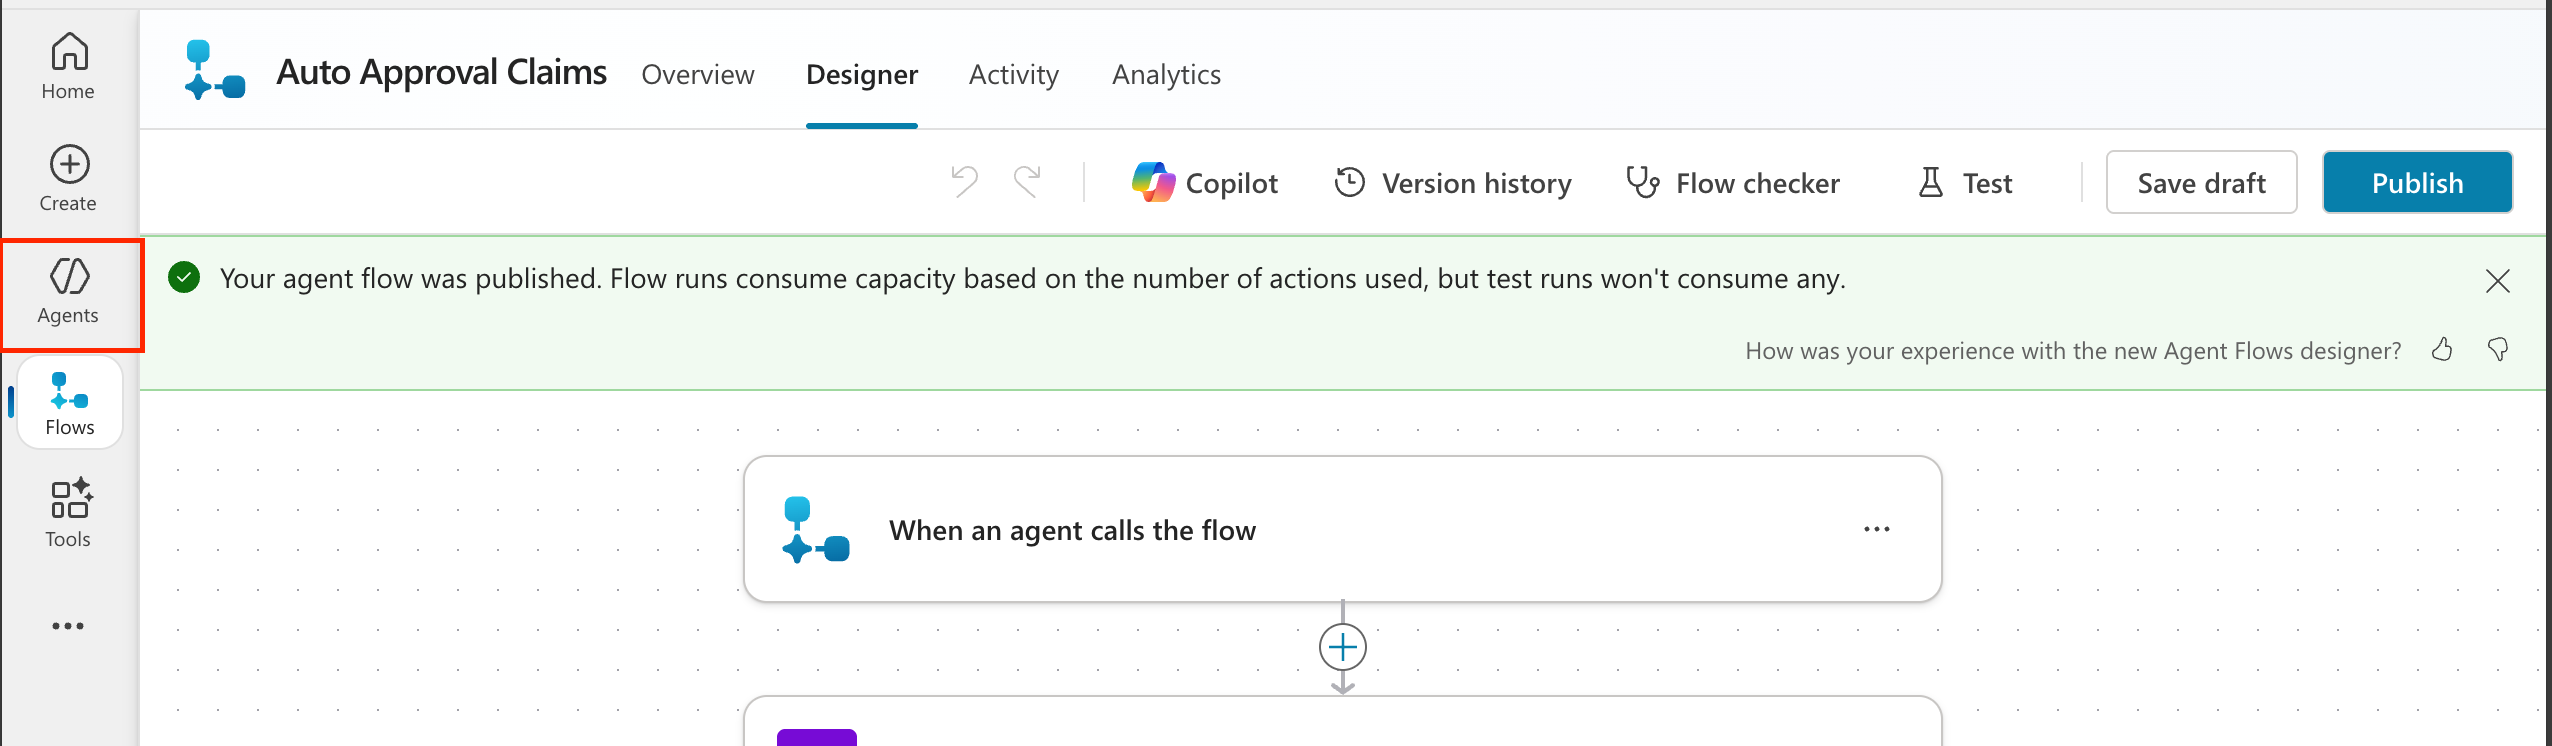 Home
Create
Agents
Flows
Tools
Auto Approval Claims Overview Designer Activity Analytics
Copilot Version history Flow checker Test Save draft Publish
Your agent flow was published. Flow runs consume capacity based on the number of actions used, but test runs won't consume any.
How was your experience with the new Agent Flows designer?
When an agent calls the flow